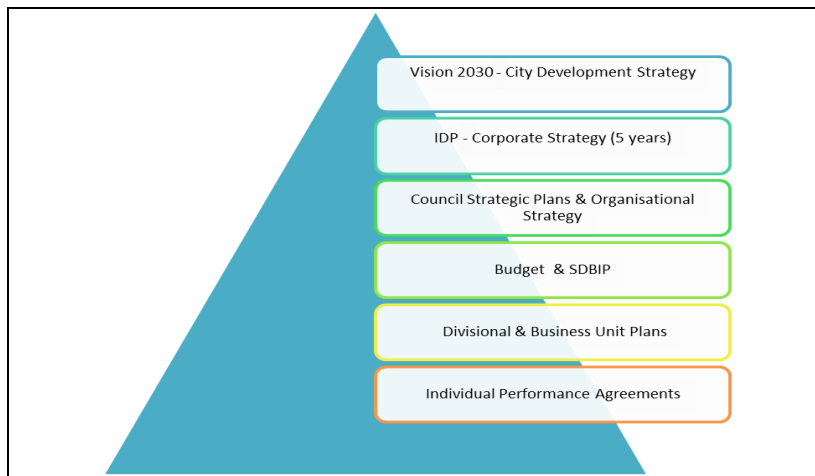 Vision 2030 - City Development Strategy
IDP - Corporate Strategy (5 years)
Council Strategic Plans & Organisational
Strategy
Budget & SDBIP
Divisional & Business Unit Plans
Individual Performance Agreements